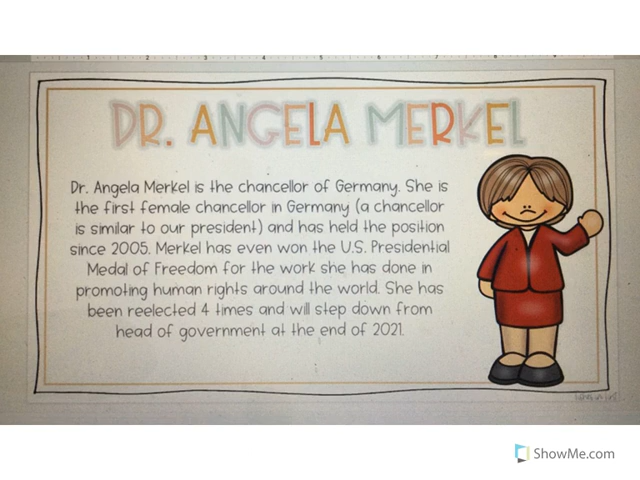 DR. ANGELA MERKEL
Dr. Angela Merkel is the chancellor of Germany. She is
the first female chancellor in Germany (a chancellor
is similar to our president) and has held the position
since 2005. Merkel has even won the U.S. Presidential
Medal of Freedom for the work she has done in
promoting human rights around the world. She has
been reelected 4 times and will step down from
head of government at the end of 2021.
ShowMe.com